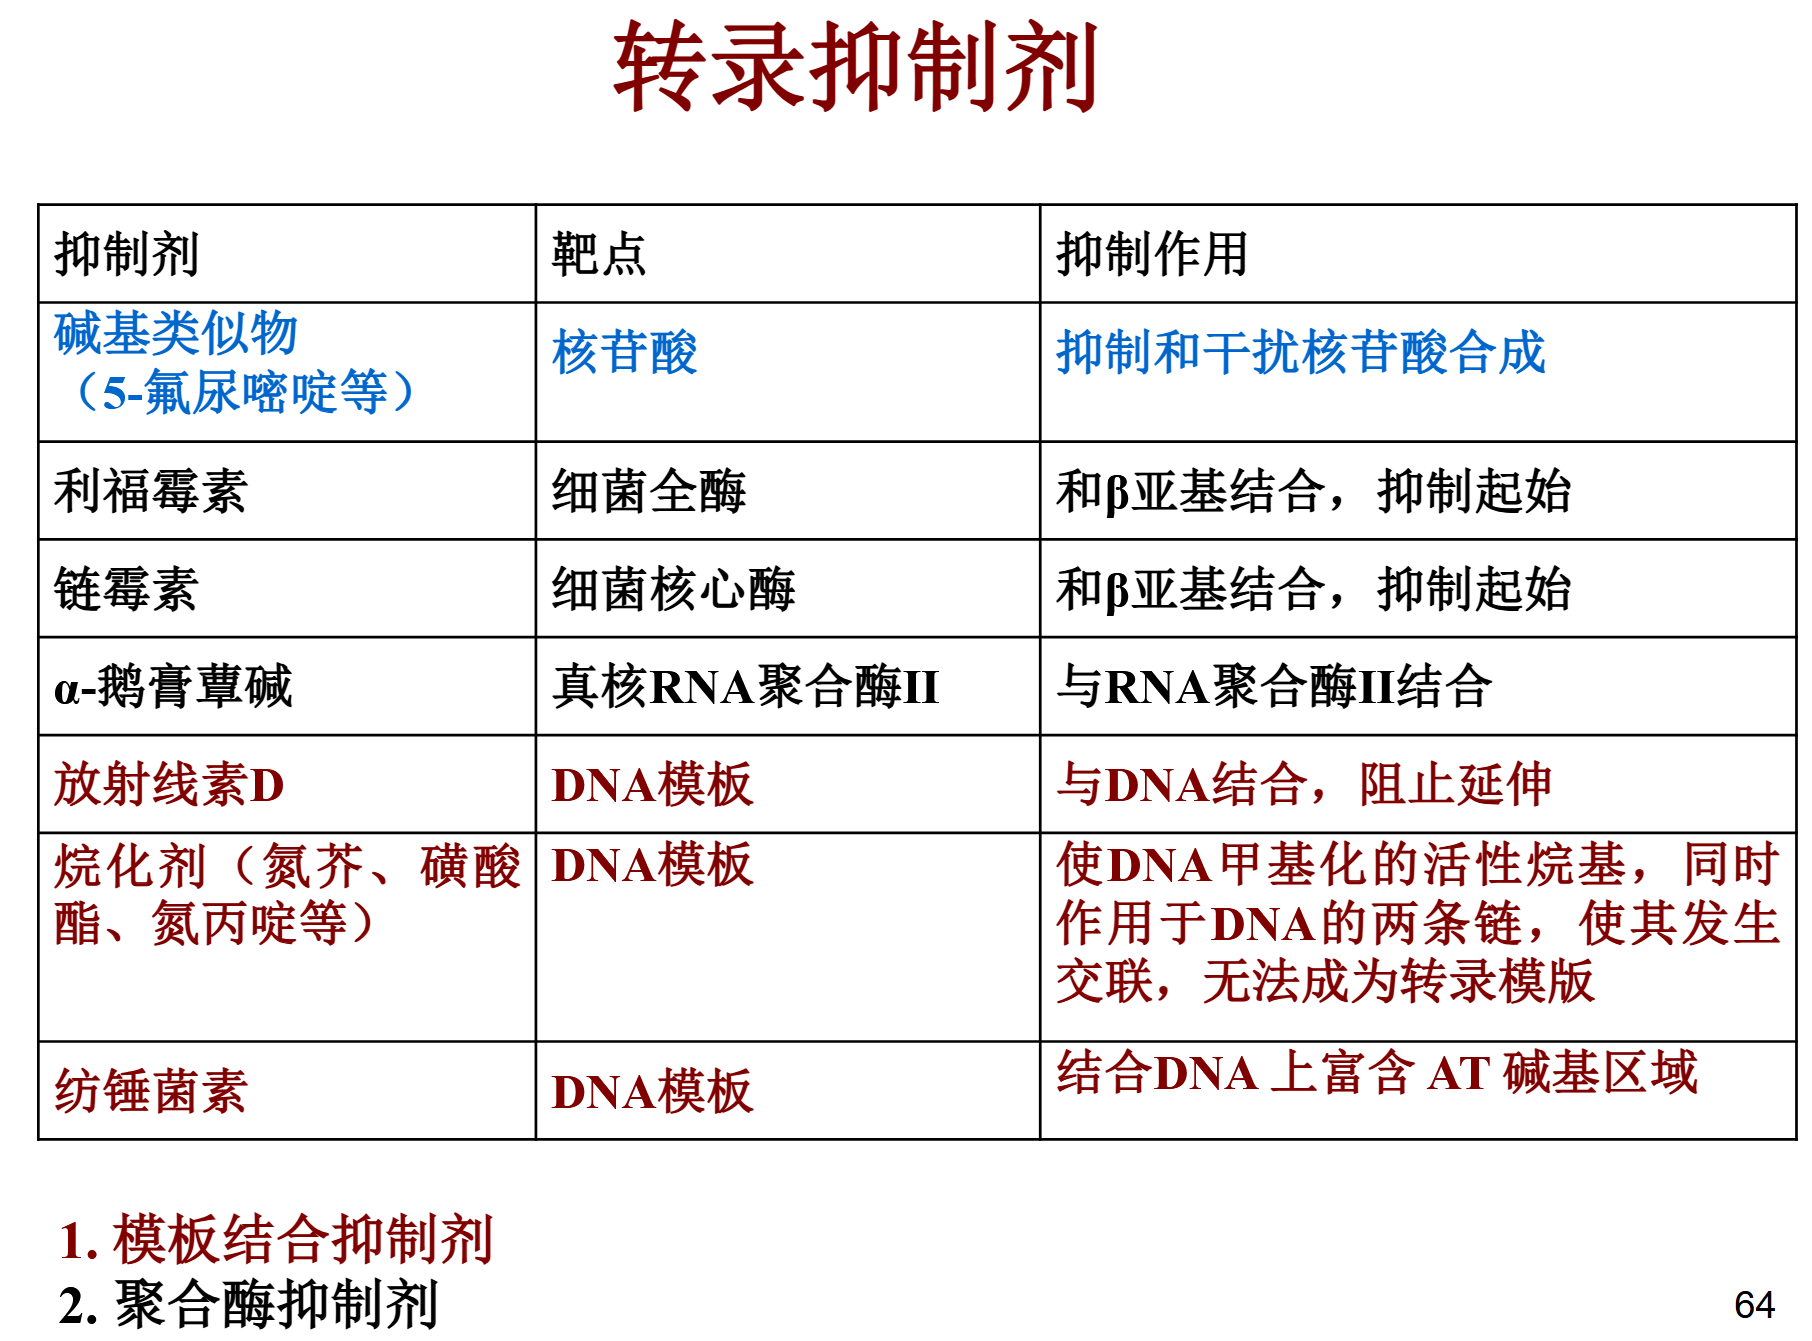 转录抑制剂
抑制剂 靶点 抑制作用
碱基类似物
（5-氟尿嘧啶等） 核苷酸 抑制和干扰核苷酸合成
利福霉素 细菌全酶 和β亚基结合，抑制起始
链霉素 细菌核心酶 和β亚基结合，抑制起始
α-鹅膏蕈碱 真核RNA聚合酶II 与RNA聚合酶II结合
放射线素D DNA模板 与DNA结合，阻止延伸
烷化剂（氮芥、磺酸 DNA模板 使DNA甲基化的活性烷基，同时
酯、氮丙啶等） 作用于DNA的两条链，使其发生
交联，无法成为转录模版
纺锤菌素 DNA模板 结合DNA 上富含 AT 碱基区域
1. 模板结合抑制剂
2. 聚合酶抑制剂
64